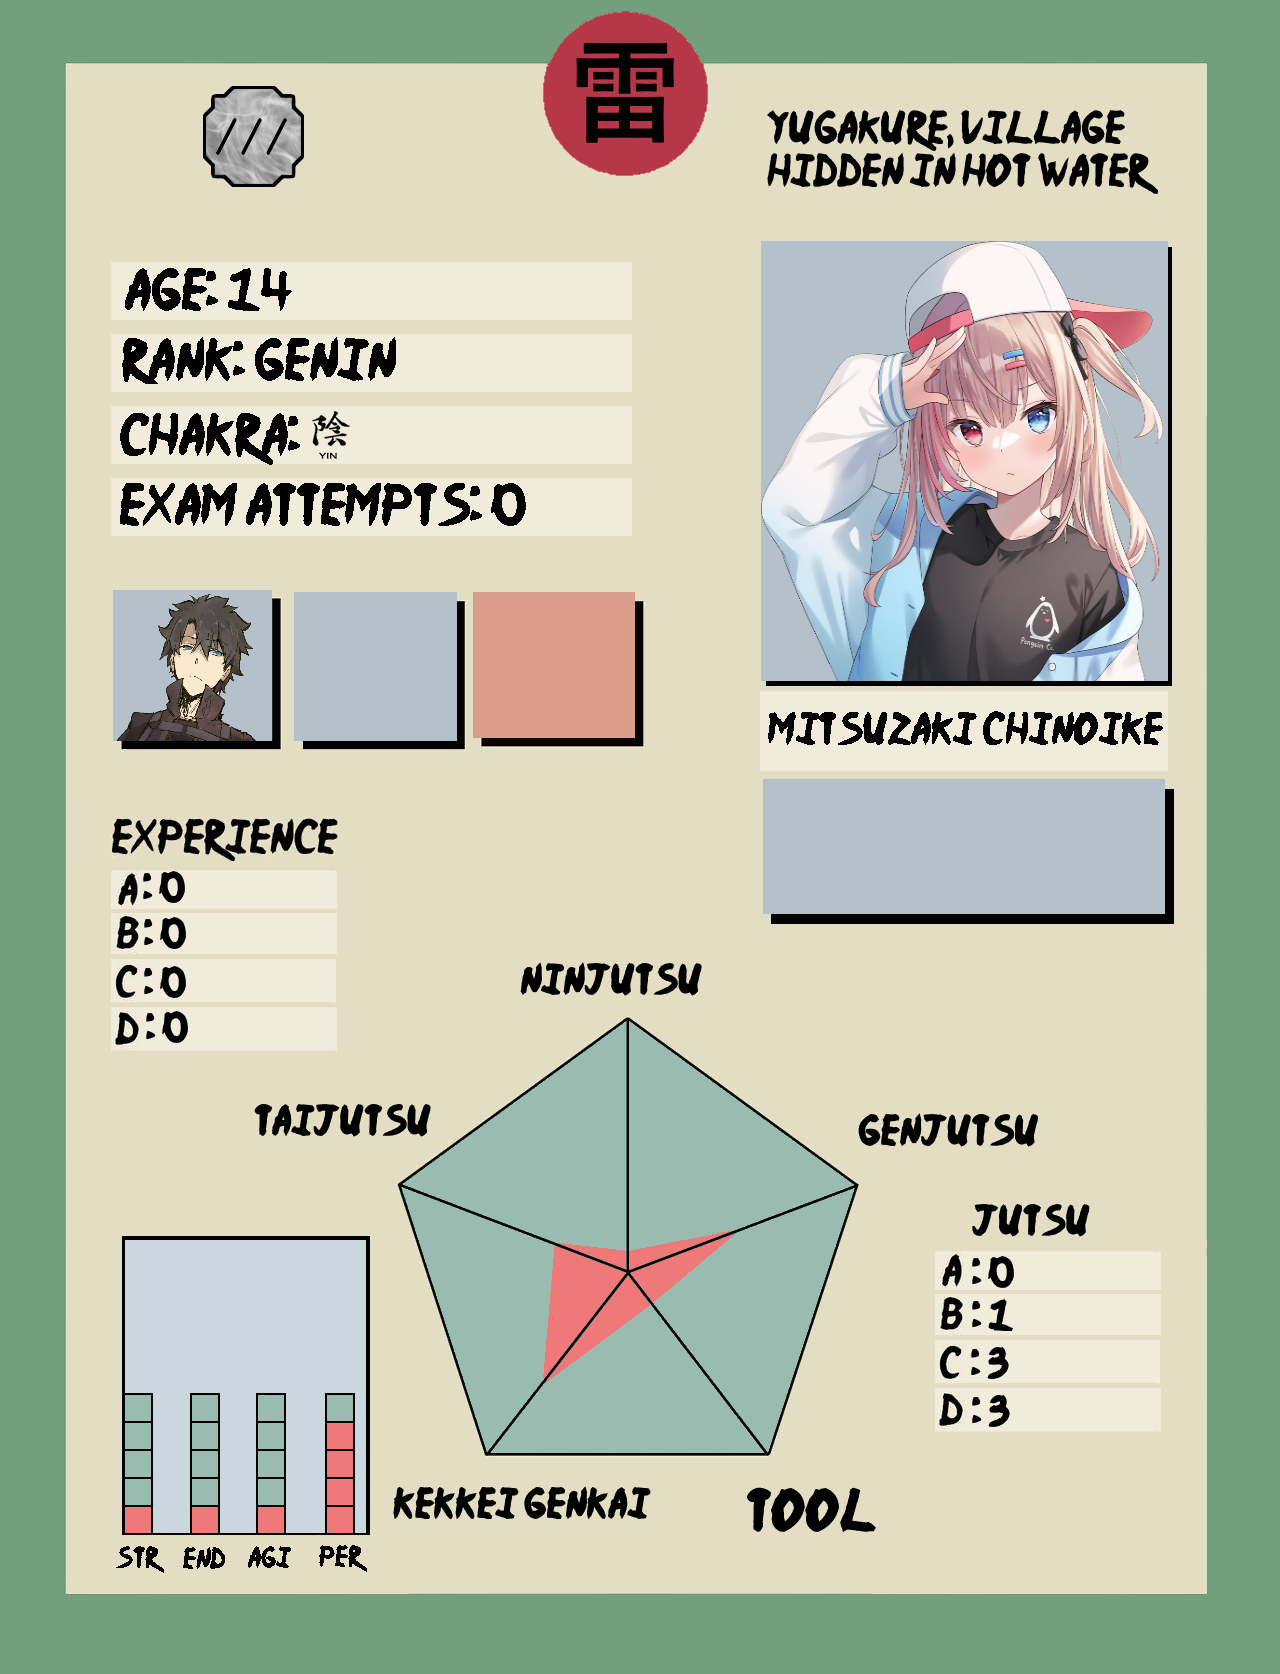 雷
YUGAKURE, VILLAGE
HIDDEN IN HOT WATER
AGE: 14
RANK: GENIN
CHAKRA: 陰
YIN
EXAM ATTEMPTS: 0
Penguin Co.
MITSUZAKI CHINOIKE
EXPERIENCE
A: 0
B: 0
C: 0
D: 0
NINJUTSU
TAIJUTSU
GENJUTSU
KEKKEI GENKAI
TOOL
JUTSU
A: 0
B: 1
C: 3
D: 3
STR END AGI PER